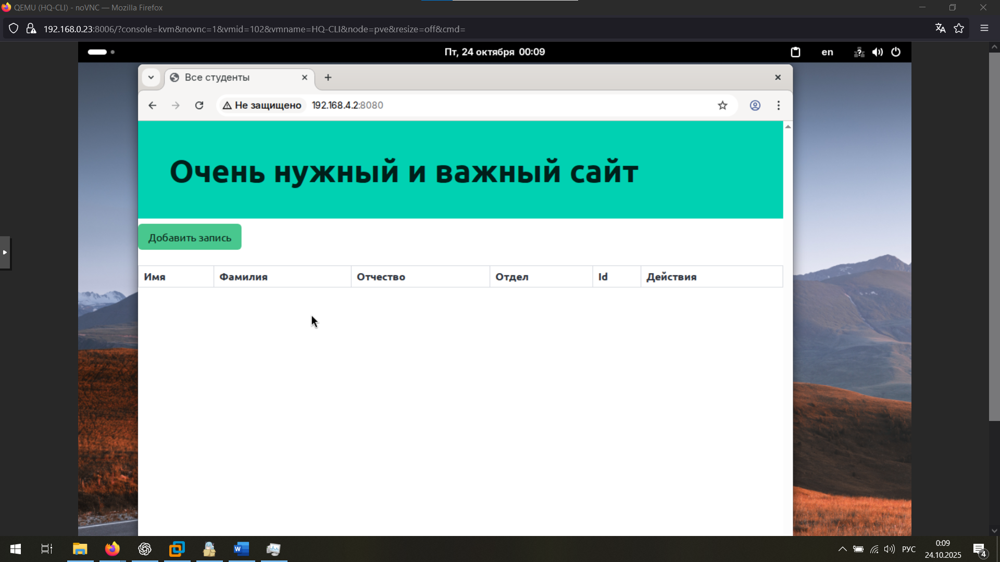 QEMU (HQ-CLI) - noVNC — Mozilla Firefox
192.168.0.23:8006/?console=kvm&novnc=1&vmid=102&vmname=HQ-CLI&node=pve&resize=off&cmd=
Пт, 24 октября 00:09
en
Все студенты
Не защищено 192.168.4.2:8080
Очень нужный и важный сайт
Добавить запись
Имя Фамилия Отчество Отдел Id Действия
РУС
0:09
24.10.2025
4